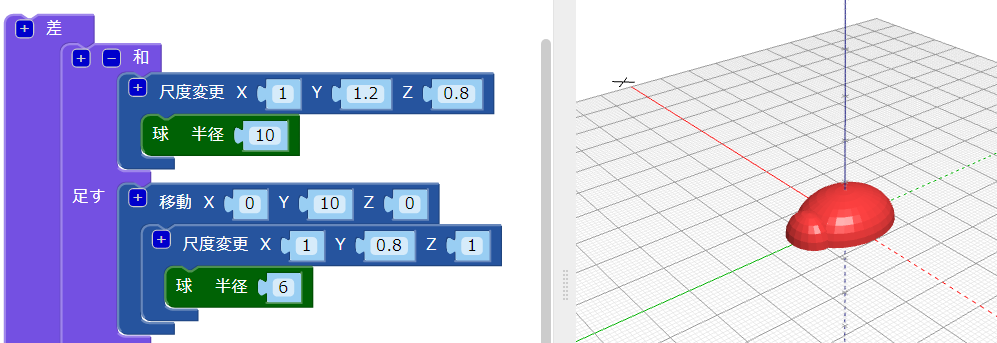 + 差
+ − 和
+ 尺度変更 X 1 Y 1.2 Z 0.8
球 半径 10
足す
+ 移動 X 0 Y 10 Z 0
+ 尺度変更 X 1 Y 0.8 Z 1
球 半径 6